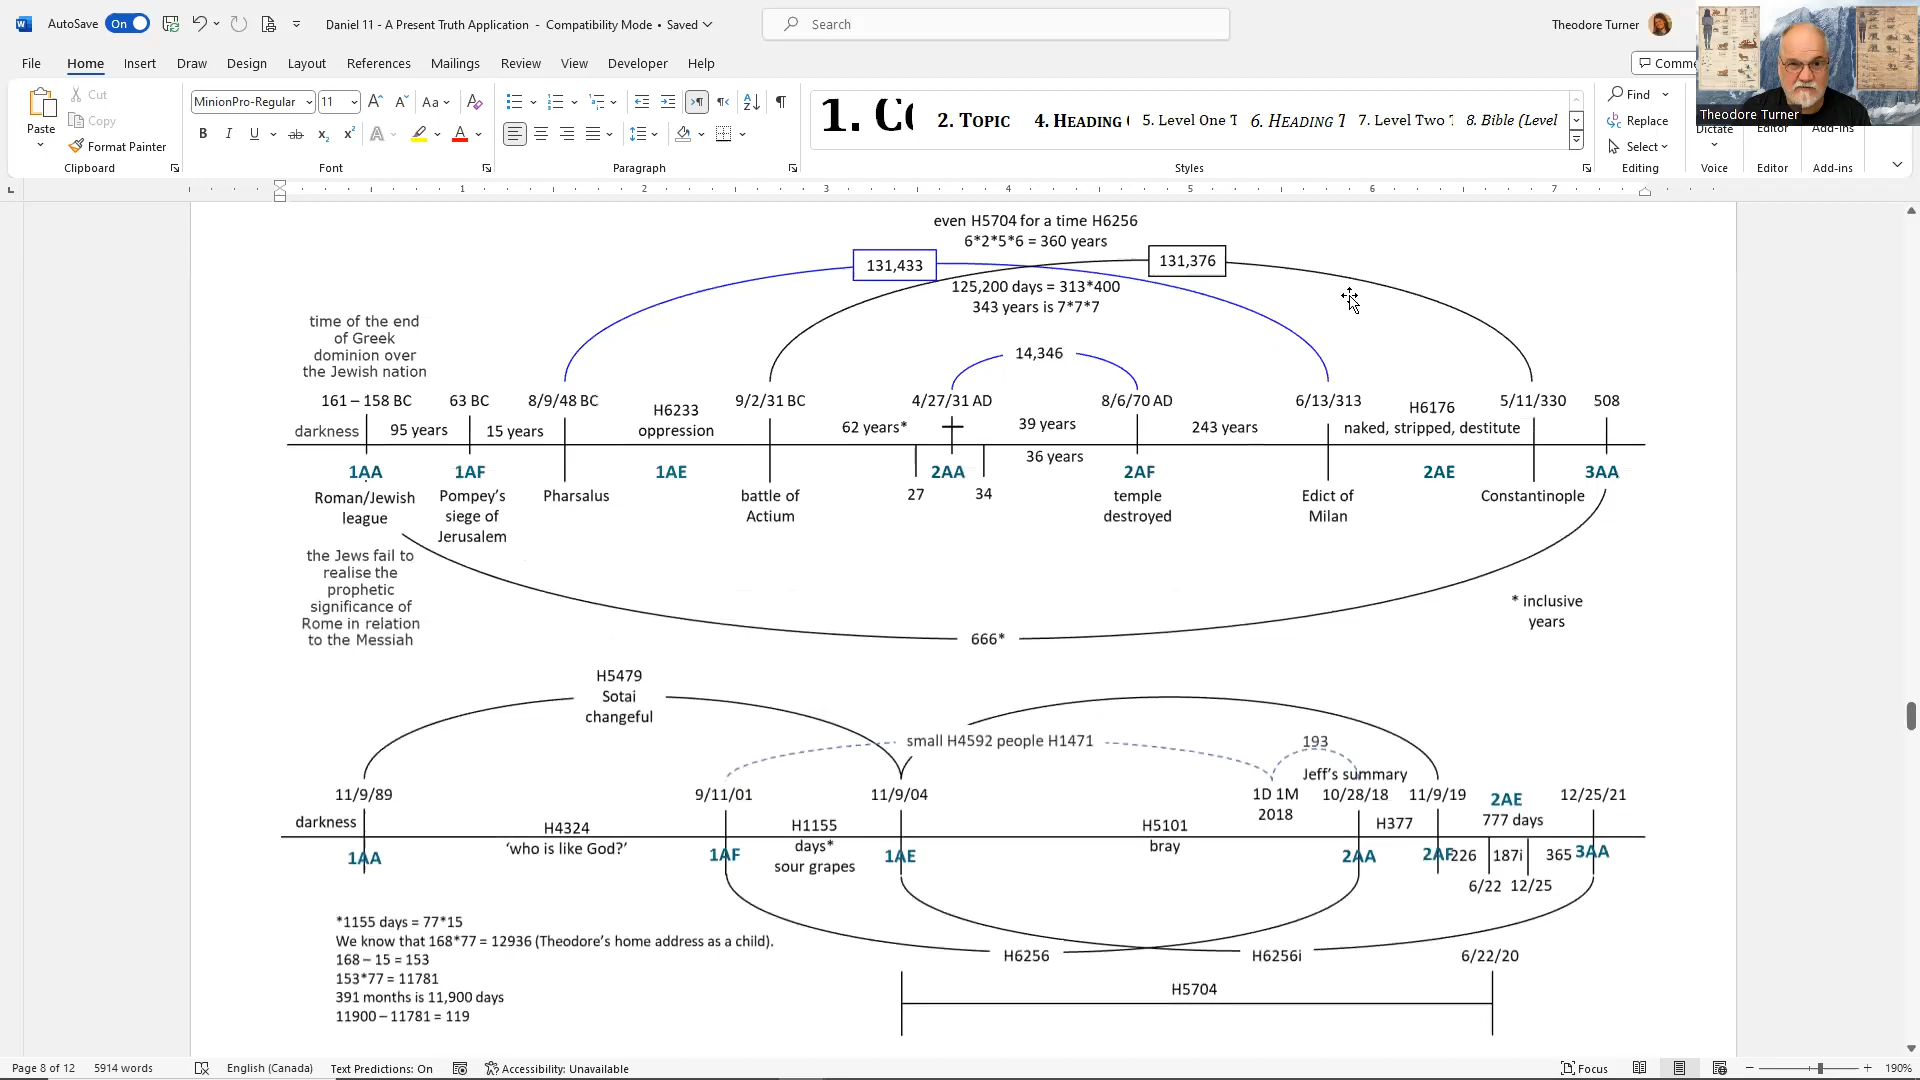 AutoSave On
Daniel 11 - A Present Truth Application - Compatibility Mode • Saved
Search
Theodore Turner
File Home Insert Draw Design Layout References Mailings Review View Developer Help
Comme
Theodore Turner
Paste
Cut
Copy
Format Painter
Clipboard
MinionPro-Regular 11
Font
Paragraph
1. CO
2. TOPIC
4. HEADING
5. Level One T
6. HEADING T
7. Level Two T
8. Bible (Level
Styles
Find
Replace
Select
Editing
Dictate
Voice
Editor
Editor
Add-ins
Add-ins
1 2 3 4 5 6 7
even H5704 for a time H6256
6*2*5*6 = 360 years
131,433
131,376
125,200 days = 313*400
343 years is 7*7*7
time of the end
of Greek
dominion over
the Jewish nation
14,346
161 – 158 BC 63 BC 8/9/48 BC 9/2/31 BC 4/27/31 AD 8/6/70 AD 6/13/313 5/11/330 508
darkness 95 years 15 years
H6233
oppression
62 years*
39 years
36 years
243 years
H6176
naked, stripped, destitute
1AA 1AF 1AE 2AA 2AF 2AE 3AA
Roman/Jewish
league
Pompey's
siege of
Jerusalem
Pharsalus
battle of
Actium
27 34
temple
destroyed
Edict of
Milan
Constantinople
the Jews fail to
realise the
prophetic
significance of
Rome in relation
to the Messiah
* inclusive
years
666*
H5479
Sotai
changeful
small H4592 people H1471
193
Jeff's summary
11/9/89 9/11/01 11/9/04
1D 1M
2018
10/28/18 11/9/19
2AE
777 days
12/25/21
darkness
H4324
‘who is like God?’
H1155
days*
sour grapes
H5101
bray
H377
1AA 1AF 1AE 2AA 2AF 226 187i 365 3AA
6/22 12/25
*1155 days = 77*15
We know that 168*77 = 12936 (Theodore's home address as a child).
168 – 15 = 153
153*77 = 11781
391 months is 11,900 days
11900 – 11781 = 119
H6256 H6256i 6/22/20
H5704
Page 8 of 12 5914 words English (Canada) Text Predictions: On Accessibility: Unavailable Focus 190%